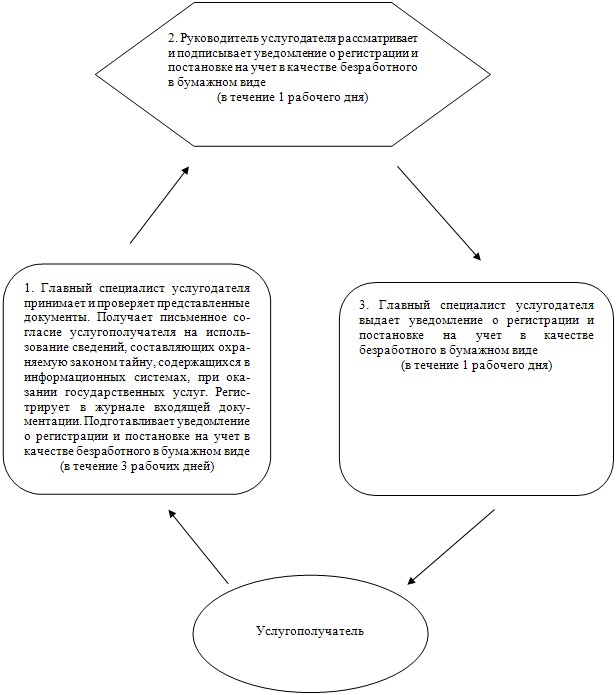 2. Руководитель услугодателя рассматривает
и подписывает уведомление о регистрации и
постановке на учет в качестве безработного
в бумажном виде
(в течение 1 рабочего дня)
1. Главный специалист услугодателя
принимает и проверяет представленные
документы. Получает письменное со-
гласие услугополучателя на исполь-
зование сведений, составляющих охра-
няемую законом тайну, содержащихся в
информационных системах, при ока-
зании государственных услуг. Регис-
трирует в журнале входящей доку-
ментации. Подготавливает уведомление
о регистрации и постановке на учет в
качестве безработного в бумажном виде
(в течение 3 рабочих дней)
3. Главный специалист услугодателя
выдает уведомление о регистрации и
постановке на учет в качестве
безработного в бумажном виде
(в течение 1 рабочего дня)
Услугополучатель